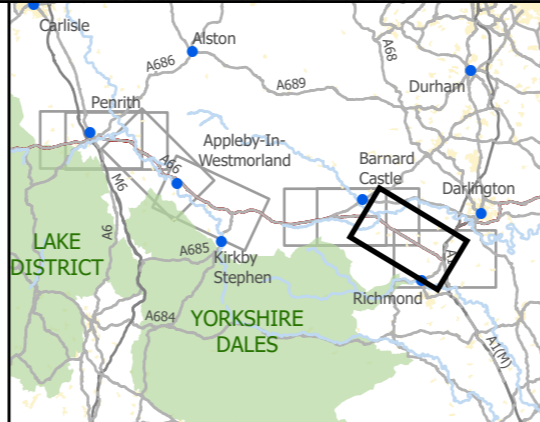 Carlisle
Alston
A686
A68
A689
Durham
Penrith
Appleby-In-
Westmorland
A66
Barnard
Castle
Darlington
M6
A6
LAKE
DISTRICT
A685
Kirkby
Stephen
Richmond
A684
YORKSHIRE
DALES
A1(M)